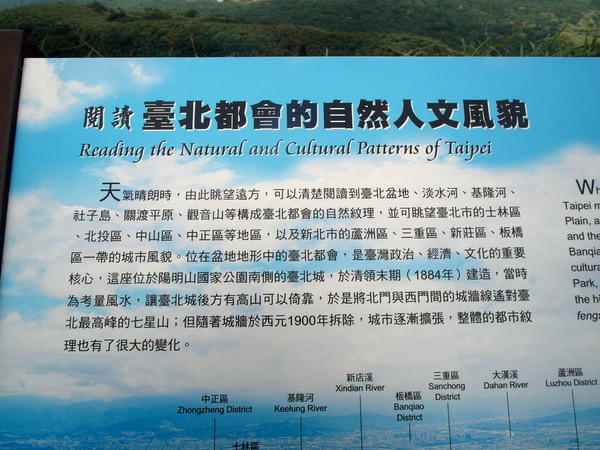 閱讀 臺北都會的自然人文風貌
Reading the Natural and Cultural Patterns of Taipei
天氣晴朗時，由此眺望遠方，可以清楚閱讀到臺北盆地、淡水河、基隆河、
社子島、關渡平原、觀音山等構成臺北都會的自然紋理，並可眺望臺北市的士林區
、北投區、中山區、中正區等地區，以及新北市的蘆洲區、三重區、新莊區、板橋
區一帶的城市風貌。位在盆地地形中的臺北都會，是臺灣政治、經濟、文化的重要
核心，這座位於陽明山國家公園南側的臺北城，於清領末期（1884年）建造，當時
為考量風水，讓臺北城後方有高山可以倚靠，於是將北門與西門間的城牆線遙對臺
北最高峰的七星山；但隨著城牆於西元1900年拆除，城市逐漸擴張，整體的都市紋
理也有了很大的變化。
Taipei m
Plain, a
and the
Banqia
cultura
Park,
the hi
fengs
中正區
Zhongzheng District
基隆河
Keelung River
新店溪
Xindian River
板橋區
Banqiao
District
三重區
Sanchong
District
大漢溪
Dahan River
蘆洲區
Luzhou District
士林區